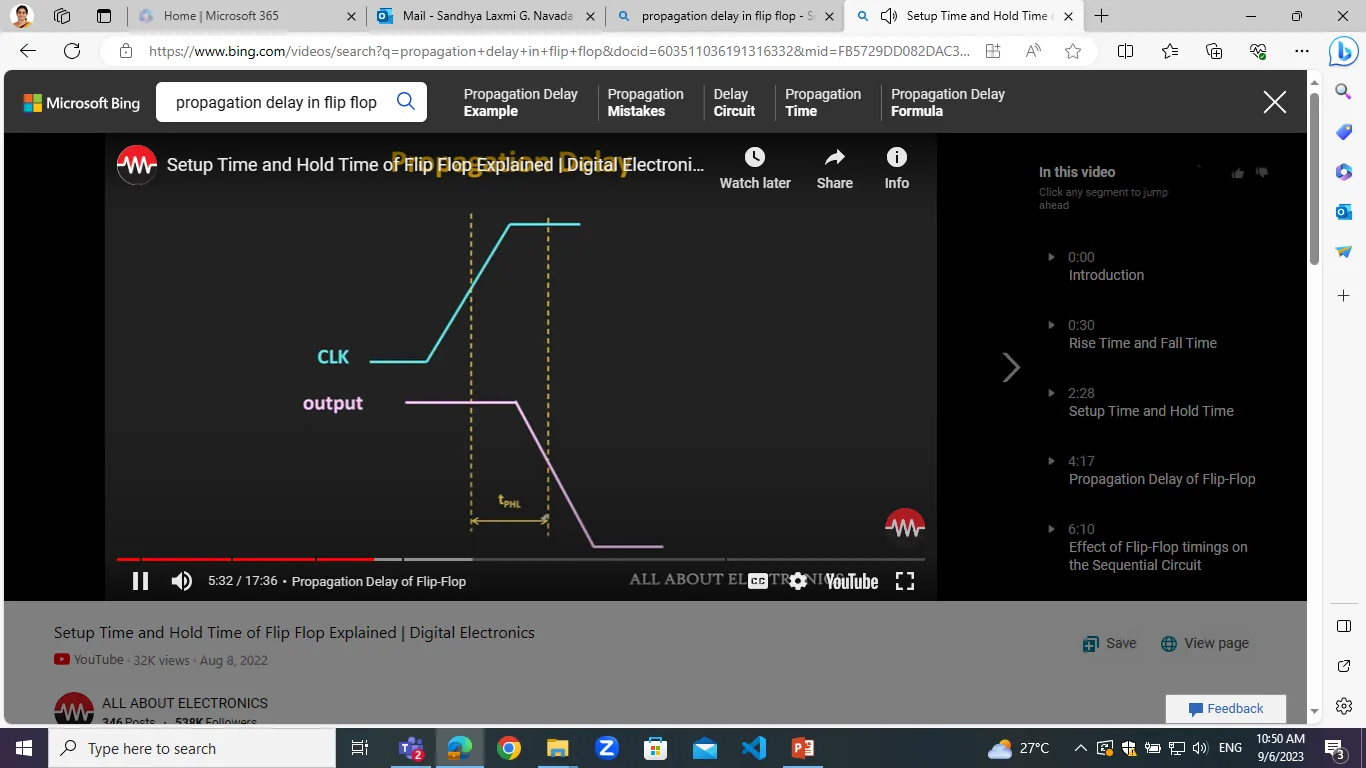 Home | Microsoft 365
Mail - Sandhya Laxmi G. Navada
propagation delay in flip flop - Se
Setup Time and Hold Time o
https://www.bing.com/videos/search?q=propagation+delay+in+flip+flop&docid=603511036191316332&mid=FB5729DD082DAC3...
Microsoft Bing
propagation delay in flip flop
Propagation Delay Example
Propagation Mistakes
Delay Circuit
Propagation Time
Propagation Delay Formula
Propagation Delay
Setup Time and Hold Time of Flip Flop Explained | Digital Electroni...
Watch later
Share
Info
CLK
output
tPHL
5:32 / 17:36 • Propagation Delay of Flip-Flop
ALL ABOUT ELECTRONICS
CC
YouTube
In this video
Click any segment to jump
ahead
0:00
Introduction
0:30
Rise Time and Fall Time
2:28
Setup Time and Hold Time
4:17
Propagation Delay of Flip-Flop
6:10
Effect of Flip-Flop timings on
the Sequential Circuit
Setup Time and Hold Time of Flip Flop Explained | Digital Electronics
YouTube · 32K views · Aug 8, 2022
Save
View page
ALL ABOUT ELECTRONICS
346 Posts · 538K Followers
Feedback
Type here to search
2
27°C
ENG
10:50 AM
9/6/2023
3